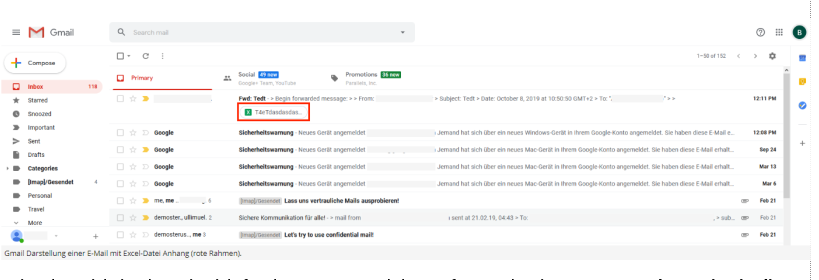 Gmail
Search mail
B
Compose
1–50 of 152
Inbox 118
Starred
Snoozed
Important
Sent
Drafts
Categories
[Imap]/Gesendet 4
Personal
Travel
More
Primary
Social 49 new
Google+ Team, YouTube
Promotions 36 new
Parallels, Inc.
Fwd: Tedt - > Begin forwarded message: > > From: > Subject: Tedt > Date: October 8, 2019 at 10:50:50 GMT+2 > To: " > > 12:11 PM
Google Sicherheitswarnung - Neues Gerät angemeldet Jemand hat sich über ein neues Windows-Gerät in Ihrem Google-Konto angemeldet. Sie haben diese E-Mail e... 12:08 PM
Google Sicherheitswarnung - Neues Gerät angemeldet Jemand hat sich über ein neues Mac-Gerät in Ihrem Google-Konto angemeldet. Sie haben diese E-Mail erhalt... Sep 24
Google Sicherheitswarnung - Neues Gerät angemeldet Jemand hat sich über ein neues Mac-Gerät in Ihrem Google-Konto angemeldet. Sie haben diese E-Mail erhalt... Mar 13
Google Sicherheitswarnung - Neues Gerät angemeldet Jemand hat sich über ein neues Mac-Gerät in Ihrem Google-Konto angemeldet. Sie haben diese E-Mail erhalt... Mar 6
me, me .. 6 [Imap]/Gesendet Lass uns vertrauliche Mails ausprobieren! Feb 21
demoster.. ullimuel. 2 Sichere Kommunikation für alle! - > mail from sent at 21.02.19, 04:43 > To: > sub... Feb 21
demosterus... me 3 [Imap]/Gesendet Let's try to use confidential mail! Feb 21
Gmail Darstellung einer E-Mail mit Excel-Datei Anhang (rote Rahmen).